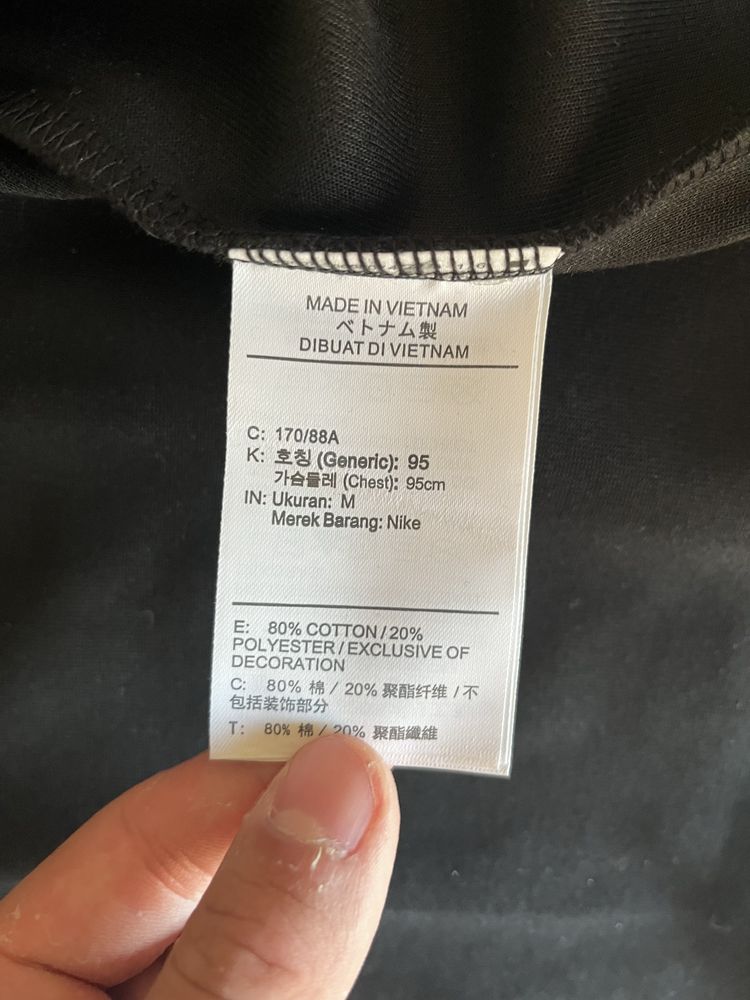 MADE IN VIETNAM
ベトナム製
DIBUAT DI VIETNAM
C: 170/88A
K: 호칭 (Generic): 95
가슴둘레 (Chest): 95cm
IN: Ukuran: M
Merek Barang: Nike
E: 80% COTTON / 20%
POLYESTER / EXCLUSIVE OF
DECORATION
C: 80% 棉 / 20% 聚酯纤维 / 不
包括装饰部分
T: 80% 棉 / 20% 聚酯纖維